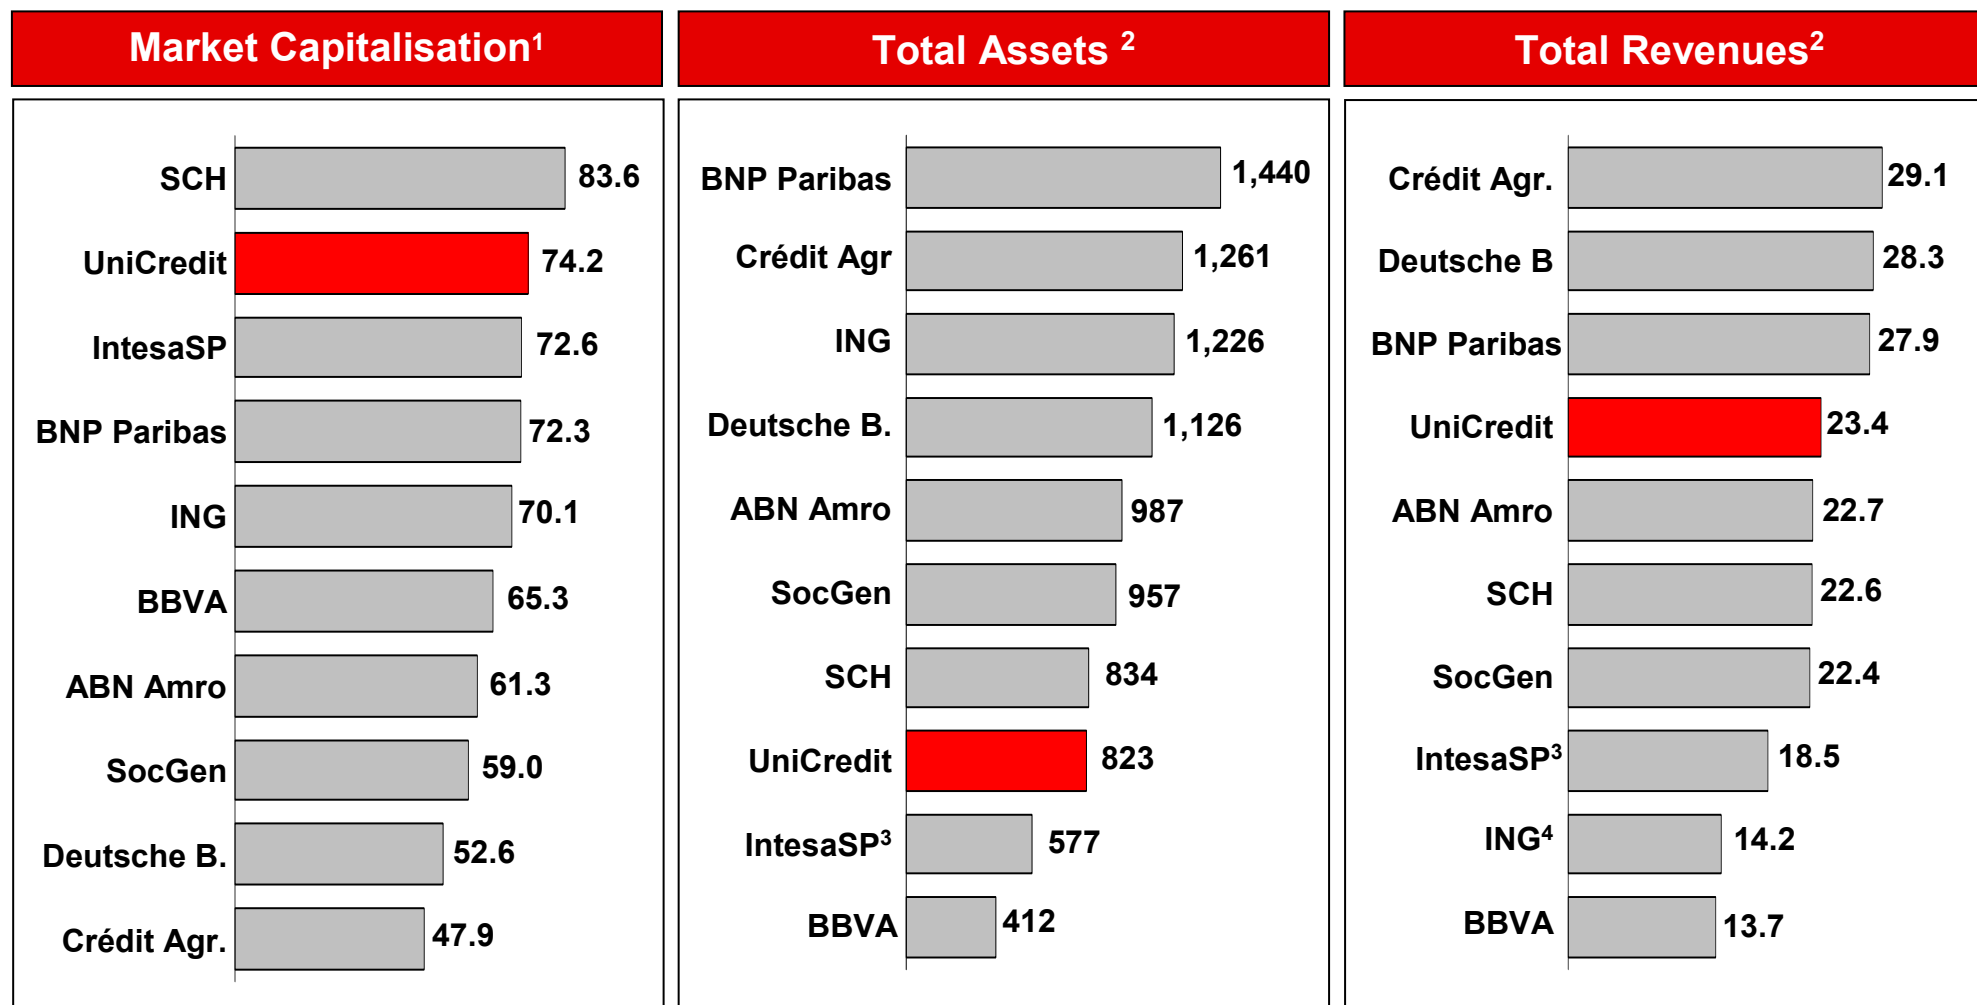 Market Capitalisation¹
SCH 83.6
UniCredit 74.2
IntesaSP 72.6
BNP Paribas 72.3
ING 70.1
BBVA 65.3
ABN Amro 61.3
SocGen 59.0
Deutsche B. 52.6
Crédit Agr. 47.9
Total Assets ²
BNP Paribas 1,440
Crédit Agr 1,261
ING 1,226
Deutsche B. 1,126
ABN Amro 987
SocGen 957
SCH 834
UniCredit 823
IntesaSP³ 577
BBVA 412
Total Revenues²
Crédit Agr. 29.1
Deutsche B 28.3
BNP Paribas 27.9
UniCredit 23.4
ABN Amro 22.7
SCH 22.6
SocGen 22.4
IntesaSP³ 18.5
ING⁴ 14.2
BBVA 13.7